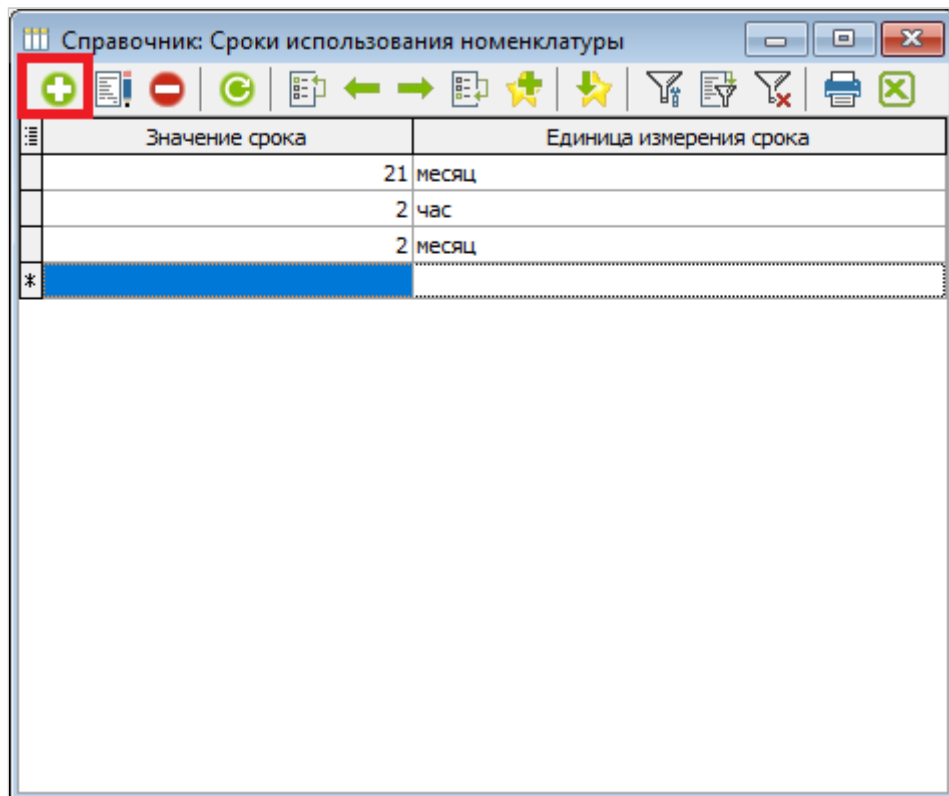 Справочник: Сроки использования номенклатуры
Значение срока Единица измерения срока
21 месяц
2 час
2 месяц
*